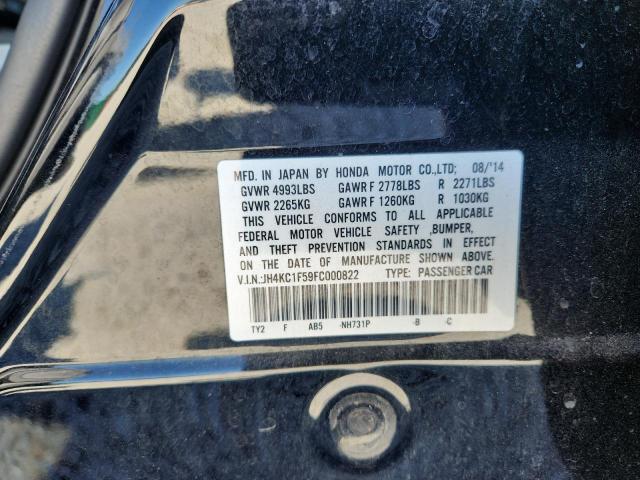 MFD. IN JAPAN BY HONDA MOTOR CO.,LTD; 08/'14
GVWR 4993LBS GAWR F 2778LBS R 2271LBS
GVWR 2265KG GAWR F 1260KG R 1030KG
THIS VEHICLE CONFORMS TO ALL APPLICABLE
FEDERAL MOTOR VEHICLE SAFETY ,BUMPER,
AND THEFT PREVENTION STANDARDS IN EFFECT
ON THE DATE OF MANUFACTURE SHOWN ABOVE.
V.I.N.:JH4KC1F59FC000822 TYPE: PASSENGER CAR
TY2 F AB5 -NH731P -B -C